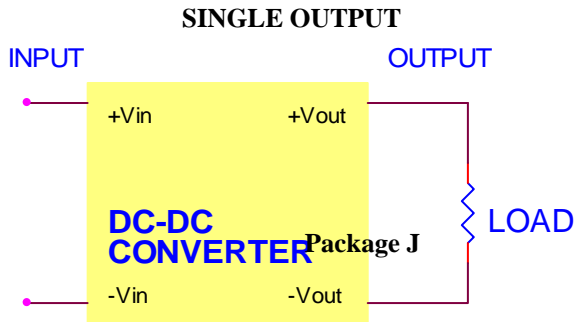 SINGLE OUTPUT
INPUT OUTPUT
+Vin +Vout
DC-DC
CONVERTER Package J
LOAD
-Vin -Vout